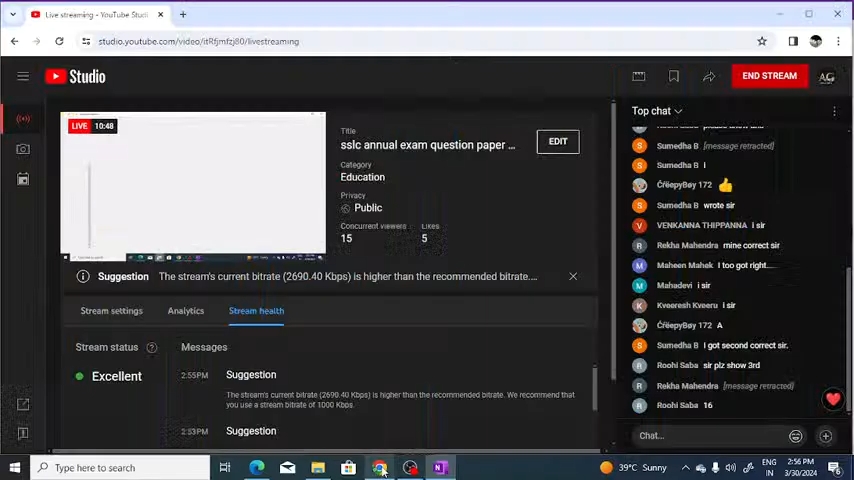 Live streaming - YouTube Studi
studio.youtube.com/video/itRfjmfzj80/livestreaming
Studio
END STREAM
LIVE 10:48
Title
sslc annual exam question paper ...
EDIT
Category
Education
Privacy
Public
Concurrent viewers
Likes
15
5
Suggestion The stream's current bitrate (2690.40 Kbps) is higher than the recommended bitrate....
Stream settings
Analytics
Stream health
Stream status
Excellent
Messages
2:55PM Suggestion
The stream's current bitrate (2690.40 Kbps) is higher than the recommended bitrate. We recommend that
you use a stream bitrate of 1000 Kbps.
2:53PM Suggestion
Top chat
Sumedha B [message retracted]
Sumedha B I
ČŕëëpyBøy 172
Sumedha B wrote sir
VENKANNA THIPPANNA i sir
Rekha Mahendra mine correct sir
Maheen Mahek I too got right.....
Mahadevi i sir
Kveeresh Kveeru i sir
ČŕëëpyBøy 172 A
Sumedha B I got second correct sir.
Roohi Saba sir plz show 3rd
Rekha Mahendra [message retracted]
Roohi Saba 16
Chat...
Type here to search
39°C Sunny
ENG
IN
2:56 PM
3/30/2024